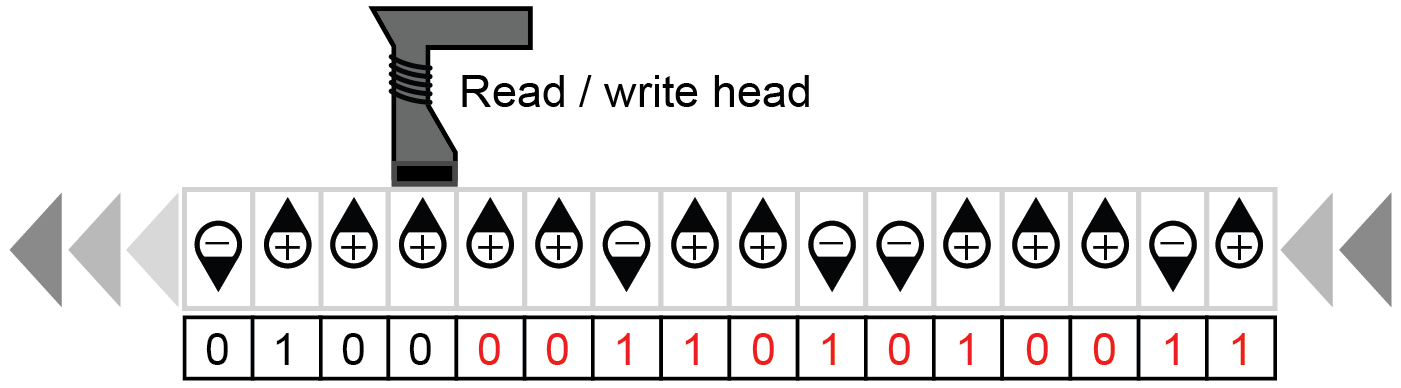 Read / write head
− + + + + + − + + − − + + + − +
0 1 0 0 0 0 1 1 0 1 0 1 0 0 1 1